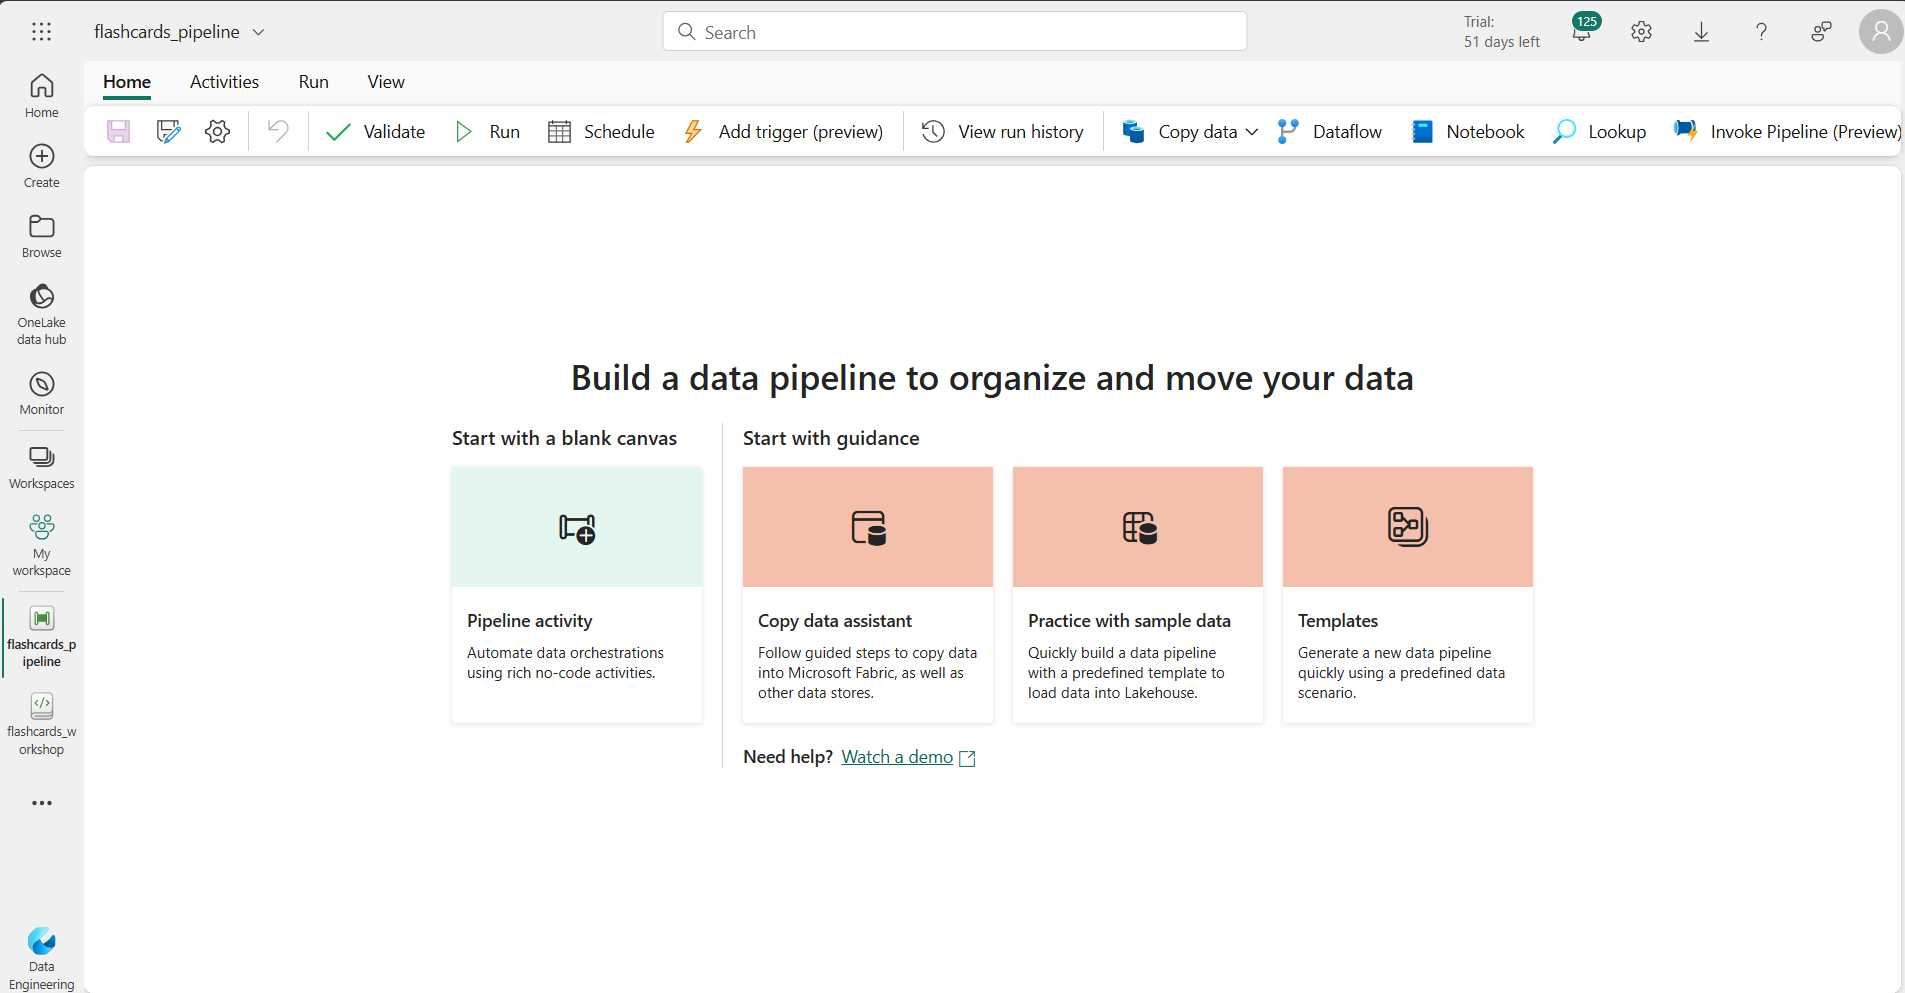 flashcards_pipeline
Search
Trial:
51 days left
125
Home
Activities
Run
View
Validate
Run
Schedule
Add trigger (preview)
View run history
Copy data
Dataflow
Notebook
Lookup
Invoke Pipeline (Preview)
Home
Create
Browse
OneLake
data hub
Monitor
Workspaces
My
workspace
flashcards_p
ipeline
flashcards_w
orkshop
Data
Engineering
Build a data pipeline to organize and move your data
Start with a blank canvas
Pipeline activity
Automate data orchestrations
using rich no-code activities.
Start with guidance
Copy data assistant
Follow guided steps to copy data
into Microsoft Fabric, as well as
other data stores.
Practice with sample data
Quickly build a data pipeline
with a predefined template to
load data into Lakehouse.
Templates
Generate a new data pipeline
quickly using a predefined data
scenario.
Need help? Watch a demo